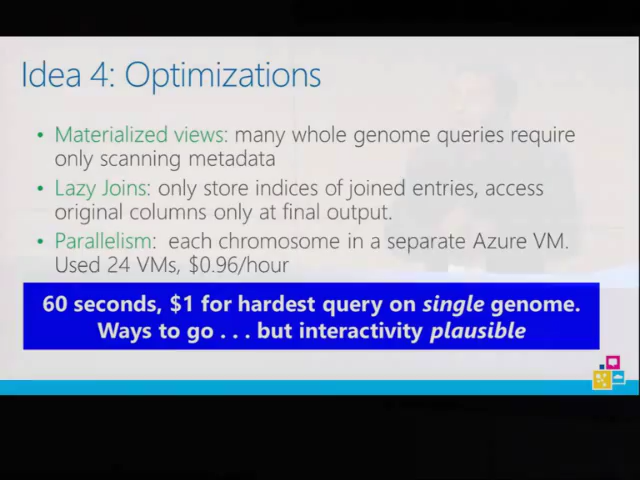 Idea 4: Optimizations
• Materialized views: many whole genome queries require
only scanning metadata
• Lazy Joins: only store indices of joined entries, access
original columns only at final output.
• Parallelism: each chromosome in a separate Azure VM.
Used 24 VMs, $0.96/hour
60 seconds, $1 for hardest query on single genome.
Ways to go . . . but interactivity plausible